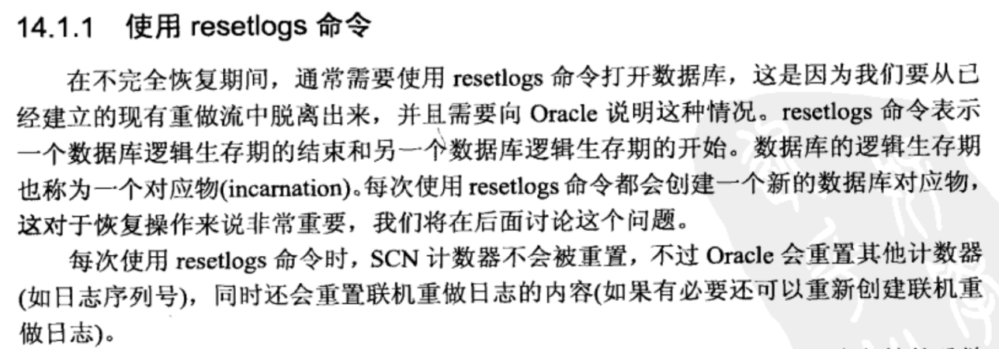 14.1.1 使用 resetlogs 命令
在不完全恢复期间，通常需要使用 resetlogs 命令打开数据库，这是因为我们要从已
经建立的现有重做流中脱离出来，并且需要向 Oracle 说明这种情况。resetlogs 命令表示
一个数据库逻辑生存期的结束和另一个数据库逻辑生存期的开始。数据库的逻辑生存期
也称为一个对应物(incarnation)。每次使用 resetlogs 命令都会创建一个新的数据库对应物，
这对于恢复操作来说非常重要，我们将在后面讨论这个问题。
每次使用 resetlogs 命令时，SCN 计数器不会被重置，不过 Oracle 会重置其他计数器
(如日志序列号)，同时还会重置联机重做日志的内容(如果有必要还可以重新创建联机重
做日志)。